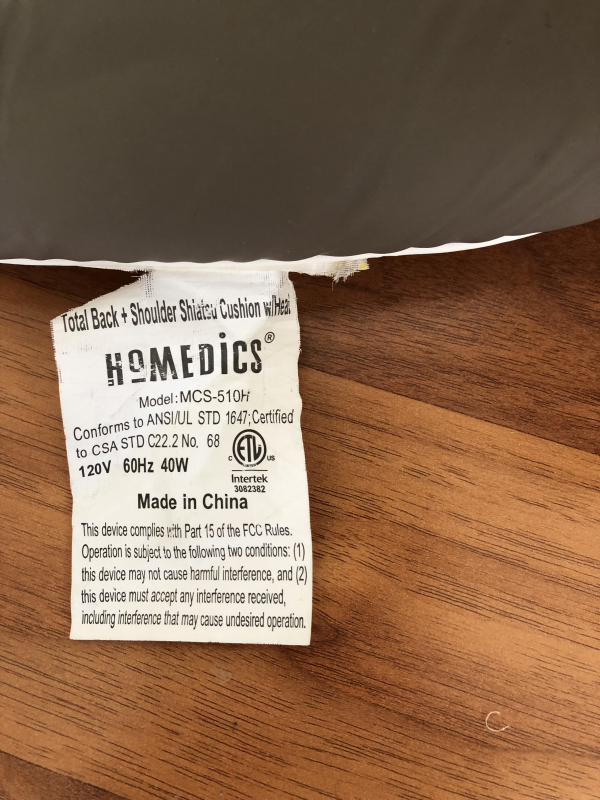 Total Back + Shoulder Shiatsu Cushion w/Heat
HoMEDiCS®
Model:MCS-510H
Conforms to ANSI/UL STD 1647;Certified
to CSA STD C22.2 No. 68
120V 60Hz 40W
C ETL US
Intertek
3082382
Made in China
This device complies with Part 15 of the FCC Rules.
Operation is subject to the following two conditions: (1)
this device may not cause harmful interference, and (2)
this device must accept any interference received,
including interference that may cause undesired operation.